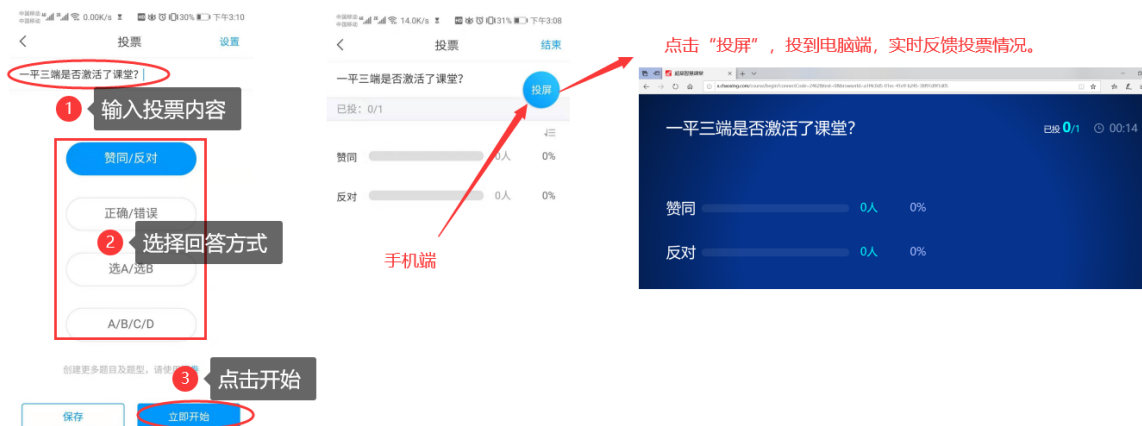 中国移动 0.00K/s 30% 下午3:10
投票
设置
一平三端是否激活了课堂?
1 输入投票内容
赞同/反对
正确/错误
2 选择回答方式
选A/选B
A/B/C/D
创建更多题目及题型，请使用
3 点击开始
保存
立即开始
中国移动 14.0K/s 31% 下午3:08
投票
结束
一平三端是否激活了课堂?
投屏
已投：0/1
赞同 0人 0%
反对 0人 0%
手机端
点击“投屏”，投到电脑端，实时反馈投票情况。
一平三端是否激活了课堂?
已投 0/1 00:14
赞同 0人 0%
反对 0人 0%